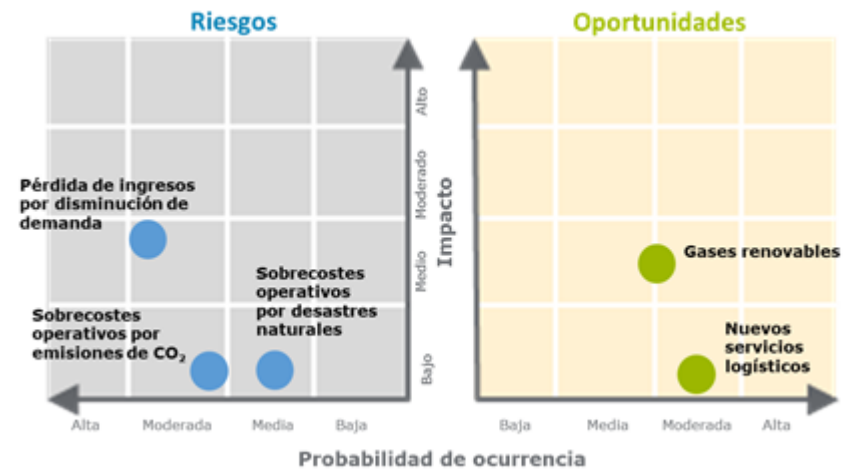 Riesgos
Oportunidades
Alto
Moderado
Medio
Bajo
Impacto
Pérdida de ingresos
por disminución de
demanda
Sobrecostes
operativos
por desastres
naturales
Sobrecostes
operativos por
emisiones de CO₂
Gases renovables
Nuevos
servicios
logísticos
Alta Moderada Media Baja
Baja Media Moderada Alta
Probabilidad de ocurrencia